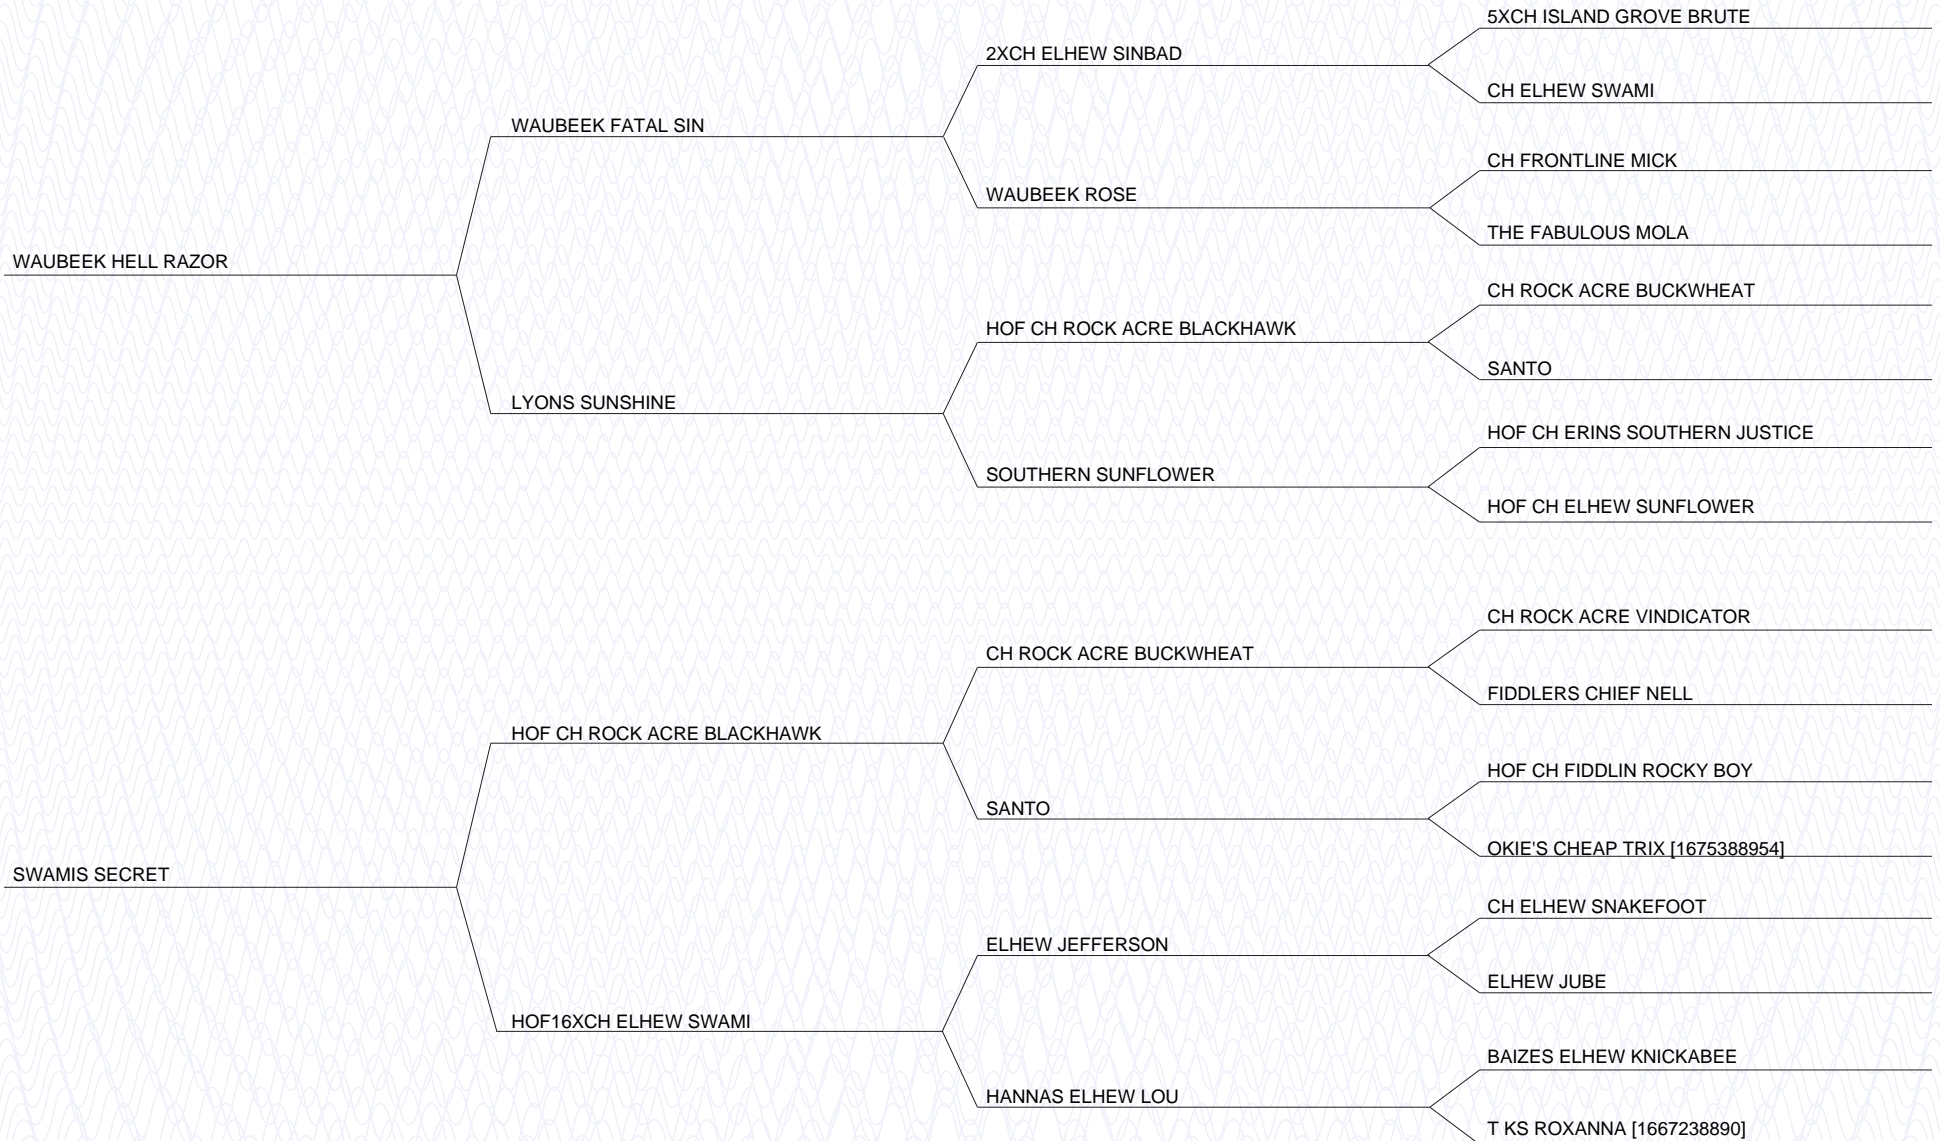 5XCH ISLAND GROVE BRUTE
2XCH ELHEW SINBAD
CH ELHEW SWAMI
WAUBEEK FATAL SIN
CH FRONTLINE MICK
WAUBEEK ROSE
THE FABULOUS MOLA
WAUBEEK HELL RAZOR
CH ROCK ACRE BUCKWHEAT
HOF CH ROCK ACRE BLACKHAWK
SANTO
LYONS SUNSHINE
HOF CH ERINS SOUTHERN JUSTICE
SOUTHERN SUNFLOWER
HOF CH ELHEW SUNFLOWER
CH ROCK ACRE VINDICATOR
CH ROCK ACRE BUCKWHEAT
FIDDLERS CHIEF NELL
HOF CH ROCK ACRE BLACKHAWK
HOF CH FIDDLIN ROCKY BOY
SANTO
OKIE'S CHEAP TRIX [1675388954]
SWAMIS SECRET
CH ELHEW SNAKEFOOT
ELHEW JEFFERSON
ELHEW JUBE
HOF16XCH ELHEW SWAMI
BAIZES ELHEW KNICKABEE
HANNAS ELHEW LOU
T KS ROXANNA [1667238890]